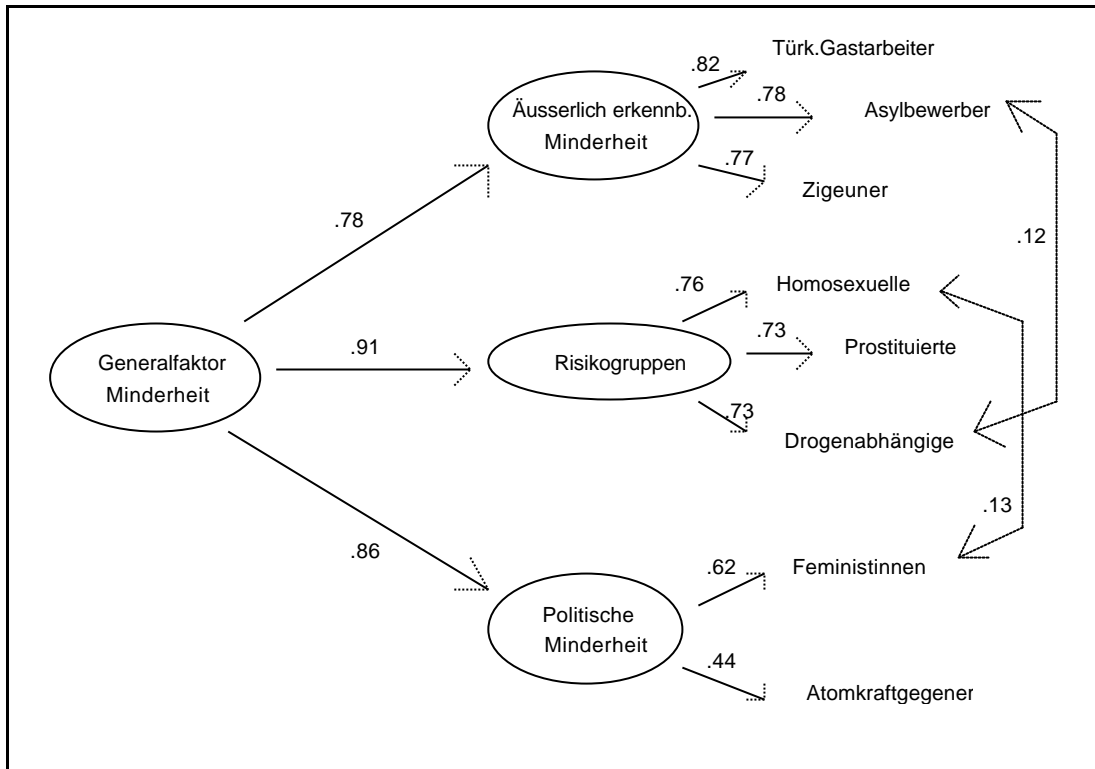 Türk.Gastarbeiter
.82
Äusserlich erkennb.
Minderheit
.78
Asylbewerber
.77
Zigeuner
.78
.12
.76
Homosexuelle
Generalfaktor
Minderheit
.91
Risikogruppen
.73
Prostituierte
.73
Drogenabhängige
.13
.86
.62
Feministinnen
Politische
Minderheit
.44
Atomkraftgegener